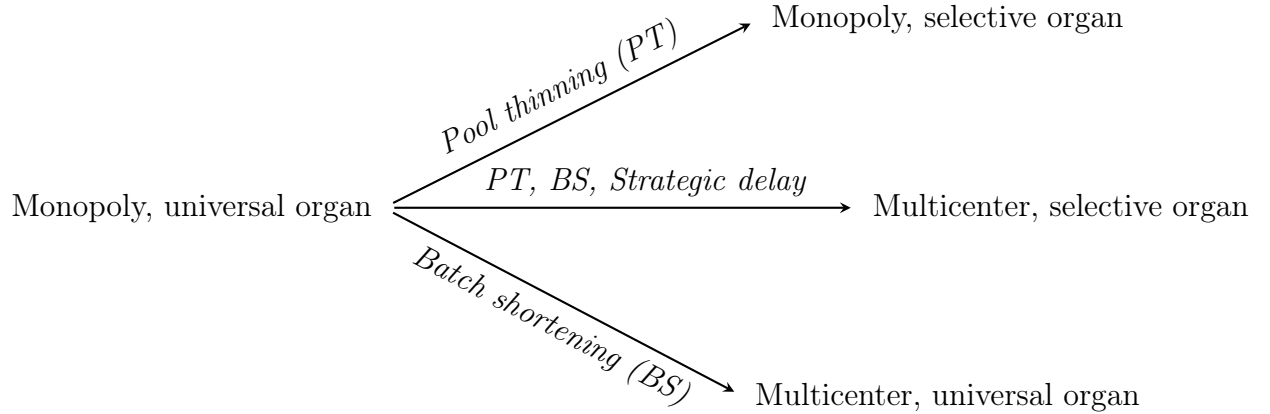 Monopoly, selective organ
Pool thinning (PT)
PT, BS, Strategic delay
Monopoly, universal organ
Multicenter, selective organ
Batch shortening (BS)
Multicenter, universal organ